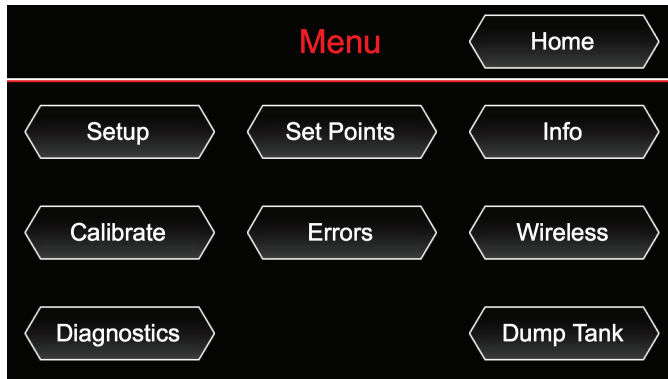 Menu
Home
Setup
Set Points
Info
Calibrate
Errors
Wireless
Diagnostics
Dump Tank